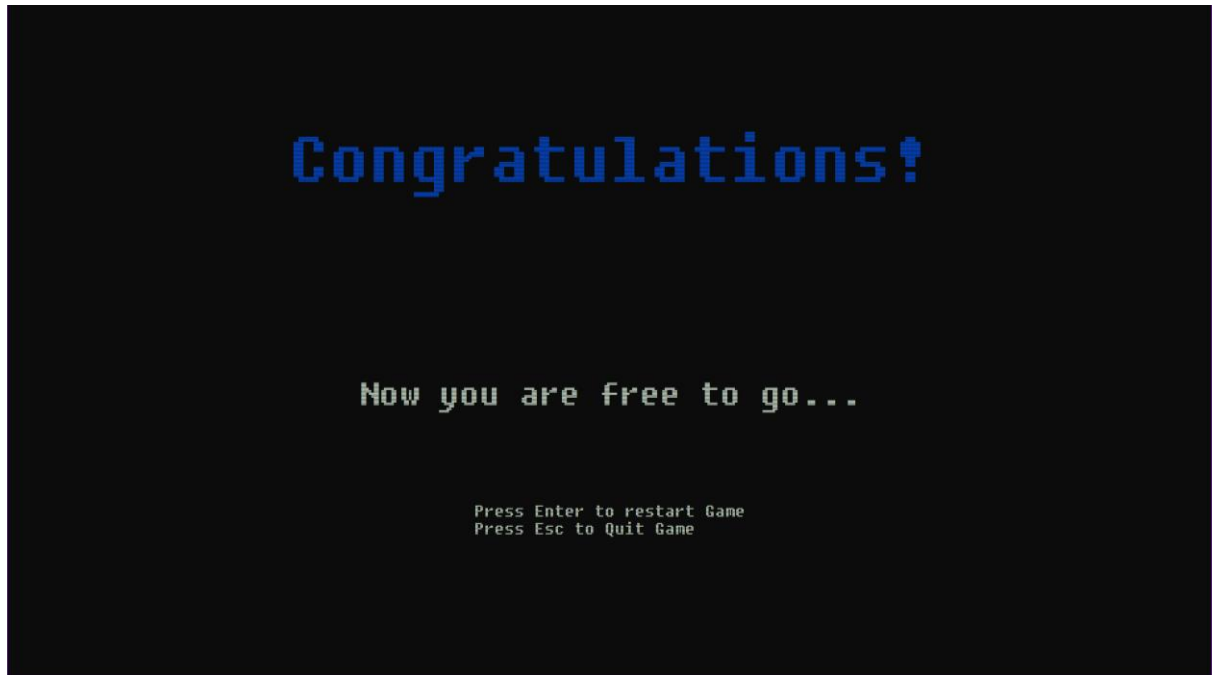 Congratulations!
Now you are free to go...
Press Enter to restart Game
Press Esc to Quit Game